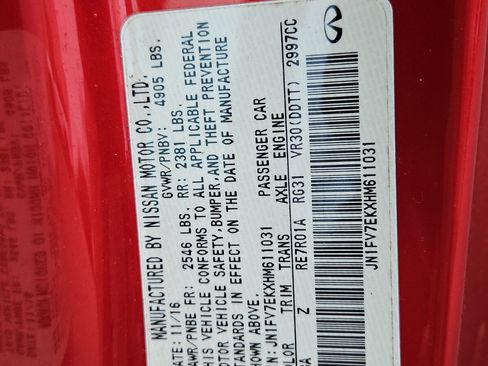 MANUFACTURED BY NISSAN MOTOR CO.,LTD.
DATE: 11/16 GVWR/PNBV: 4905 LBS.
GAWR/PNBE FR: 2546 LBS. RR: 2381 LBS.
THIS VEHICLE CONFORMS TO ALL APPLICABLE FEDERAL
MOTOR VEHICLE SAFETY,BUMPER,AND THEFT PREVENTION
STANDARDS IN EFFECT ON THE DATE OF MANUFACTURE
SHOWN ABOVE.
VIN: JN1FV7EKXHM611031 PASSENGER CAR
COLOR TRIM TRANS AXLE ENGINE
Z RE7R01A RG31 VR30(DDTT) 2997CC
JN1FV7EKXHM611031